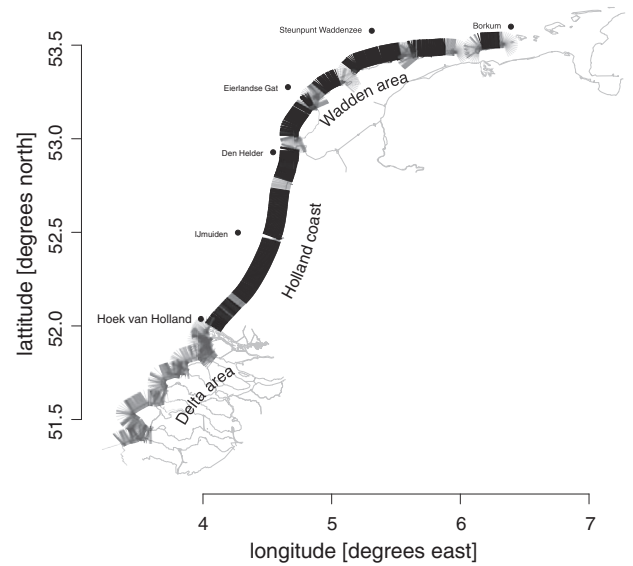 Steunpunt Waddenzee
Borkum
53.5
Eierlandse Gat
Wadden area
53.0
Den Helder
52.5
IJmuiden
Holland coast
lattitude [degrees north]
52.0
Hoek van Holland
Delta area
51.5
4 5 6 7
longitude [degrees east]